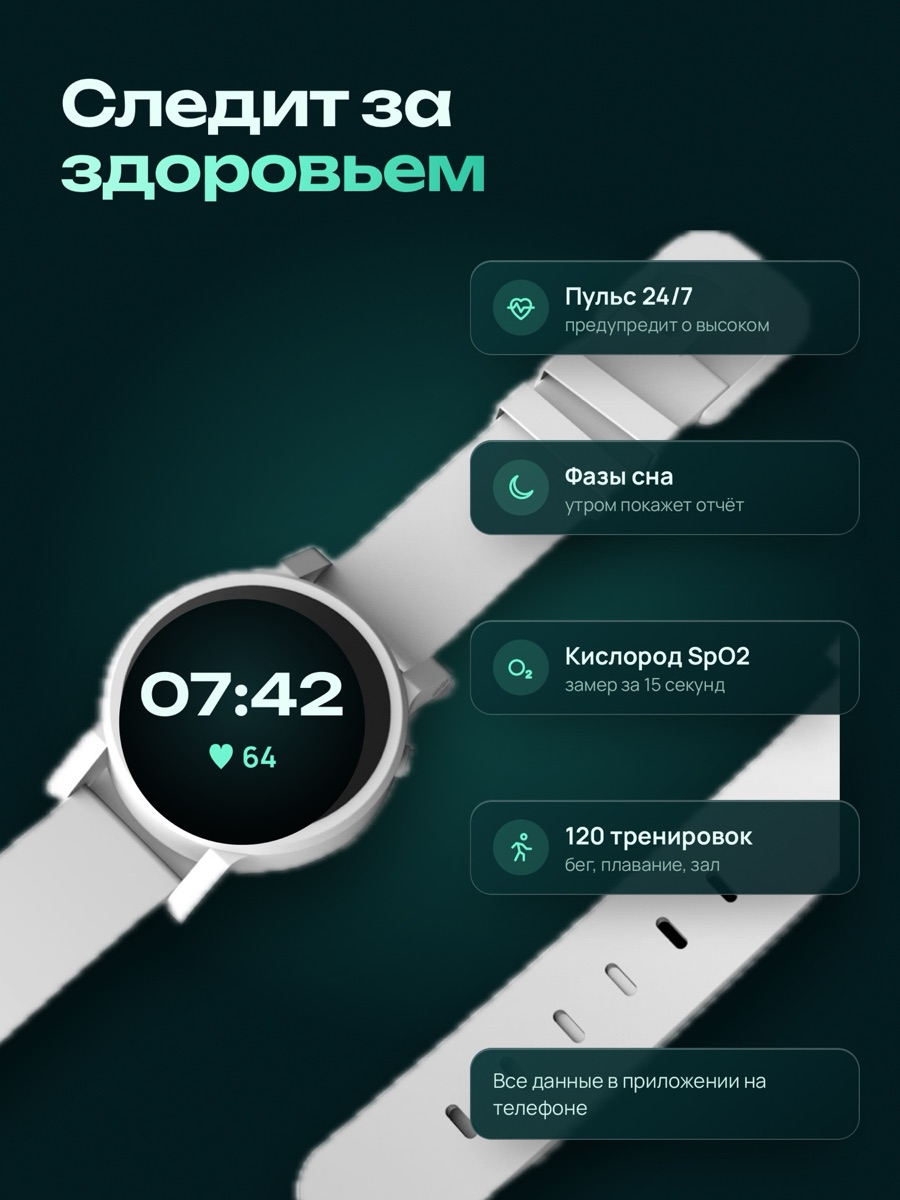 Следит за
здоровьем
Пульс 24/7
предупредит о высоком
Фазы сна
утром покажет отчёт
07:42
64
O₂
Кислород SpO2
замер за 15 секунд
120 тренировок
бег, плавание, зал
Все данные в приложении на
телефоне